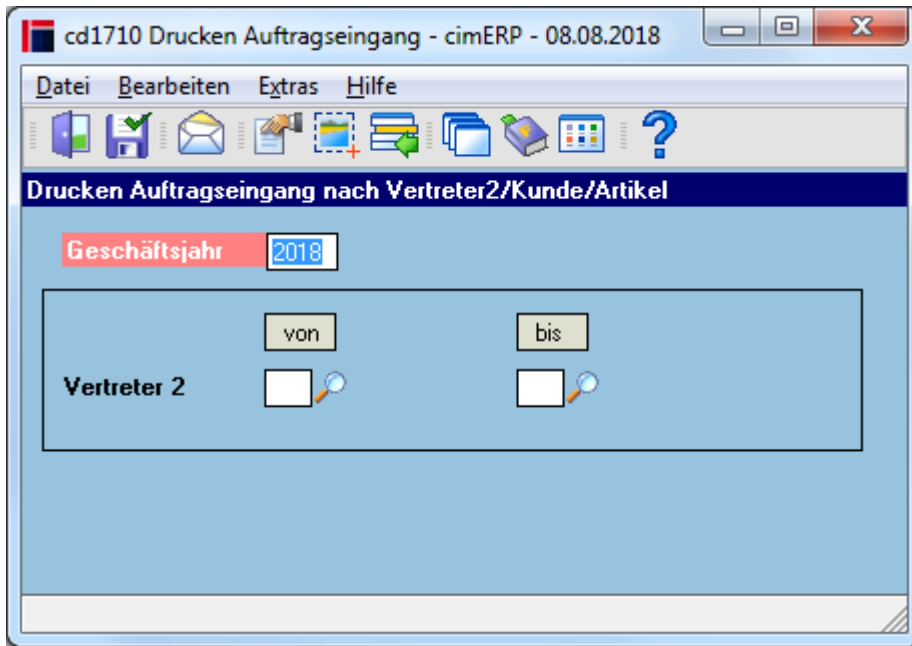 cd1710 Drucken Auftragseingang - cimERP - 08.08.2018
Datei Bearbeiten Extras Hilfe
Drucken Auftragseingang nach Vertreter2/Kunde/Artikel
Geschäftsjahr 2018
von bis
Vertreter 2